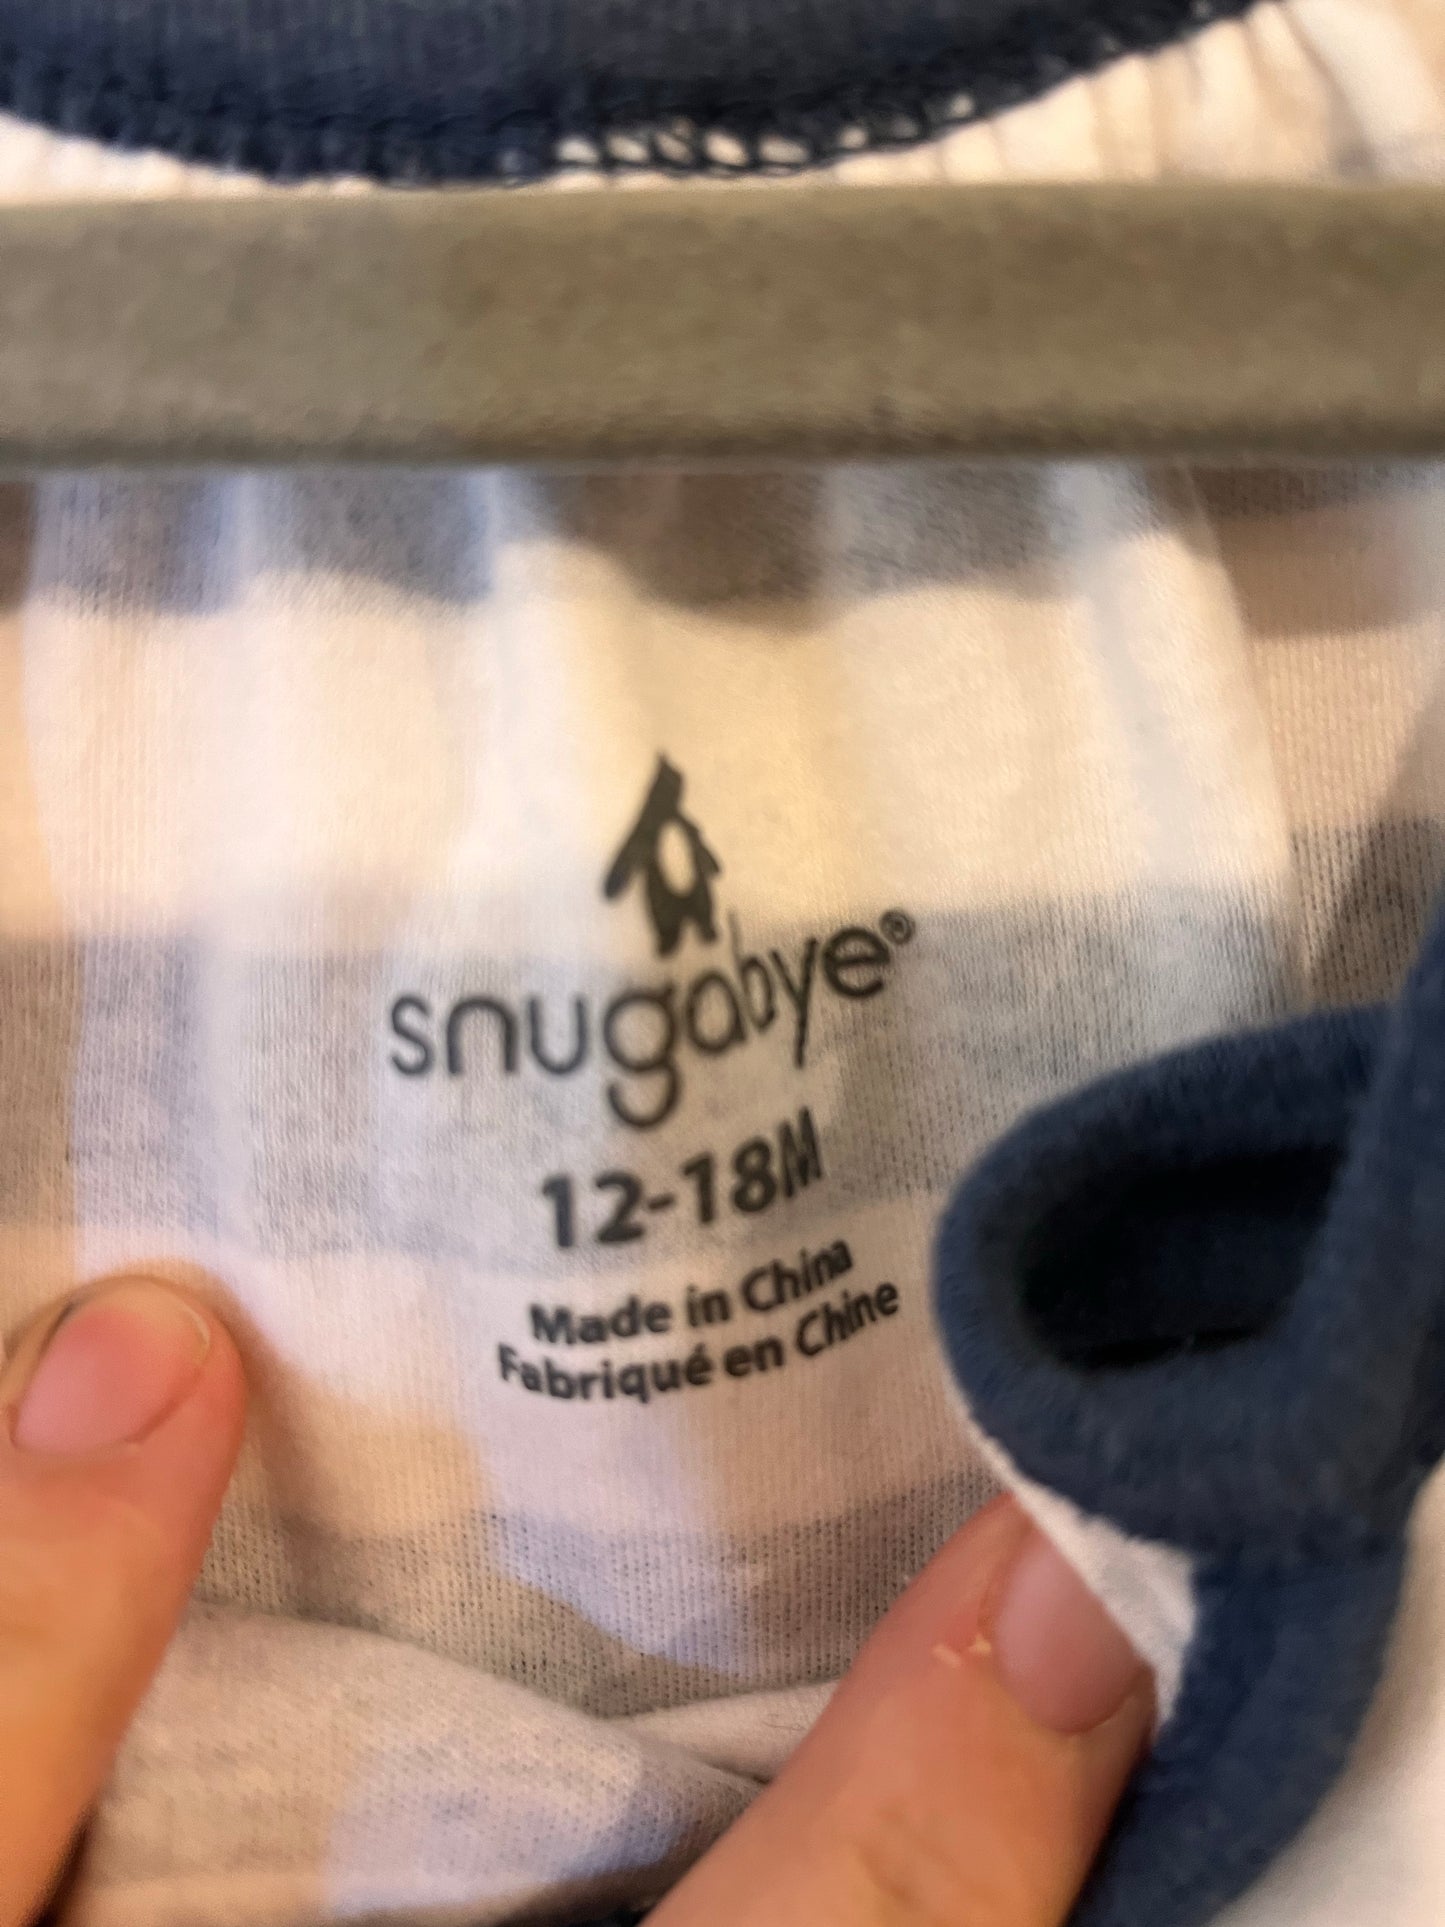 snugabye®
12-18M
Made in China
Fabriqué en Chine